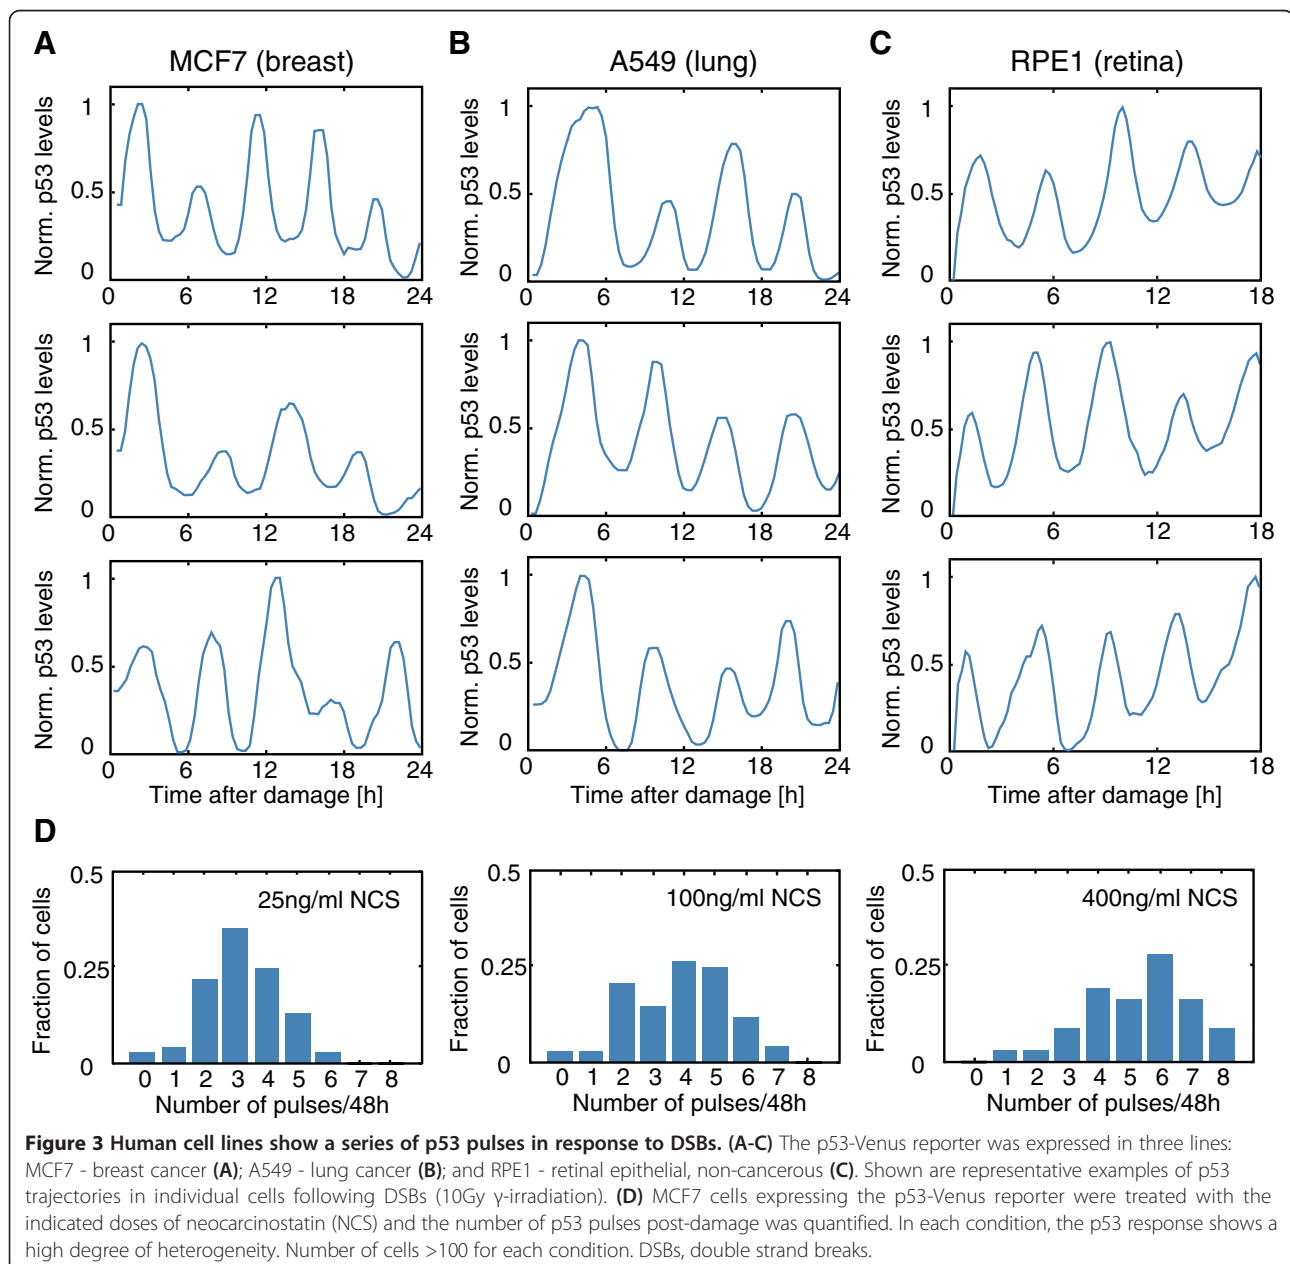 A
MCF7 (breast)
B
A549 (lung)
C
RPE1 (retina)
Norm. p53 levels
1
0.5
0
0 6 12 18 24
Norm. p53 levels
1
0.5
0
0 6 12 18 24
Norm. p53 levels
1
0.5
0
0 6 12 18
Norm. p53 levels
1
0.5
0
0 6 12 18 24
Norm. p53 levels
1
0.5
0
0 6 12 18 24
Norm. p53 levels
1
0.5
0
0 6 12 18
Norm. p53 levels
1
0.5
0
0 6 12 18 24
Time after damage [h]
Norm. p53 levels
1
0.5
0
0 6 12 18 24
Time after damage [h]
Norm. p53 levels
1
0.5
0
0 6 12 18
Time after damage [h]
D
Fraction of cells
0.5
0.25
0
25ng/ml NCS
0 1 2 3 4 5 6 7 8
Number of pulses/48h
Fraction of cells
0.5
0.25
0
100ng/ml NCS
0 1 2 3 4 5 6 7 8
Number of pulses/48h
Fraction of cells
0.5
0.25
0
400ng/ml NCS
0 1 2 3 4 5 6 7 8
Number of pulses/48h
Figure 3 Human cell lines show a series of p53 pulses in response to DSBs. (A-C) The p53-Venus reporter was expressed in three lines:
MCF7 - breast cancer (A); A549 - lung cancer (B); and RPE1 - retinal epithelial, non-cancerous (C). Shown are representative examples of p53
trajectories in individual cells following DSBs (10Gy γ-irradiation). (D) MCF7 cells expressing the p53-Venus reporter were treated with the
indicated doses of neocarcinostatin (NCS) and the number of p53 pulses post-damage was quantified. In each condition, the p53 response shows a
high degree of heterogeneity. Number of cells >100 for each condition. DSBs, double strand breaks.